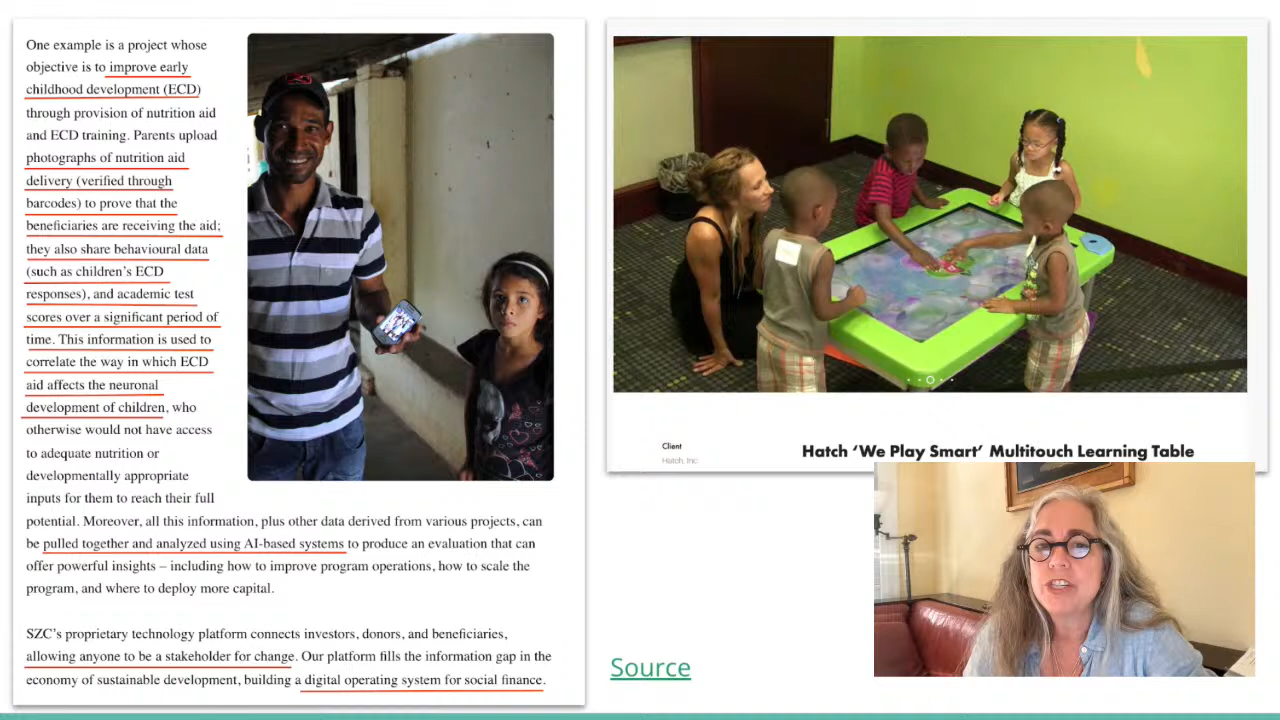 One example is a project whose
objective is to improve early
childhood development (ECD)
through provision of nutrition aid
and ECD training. Parents upload
photographs of nutrition aid
delivery (verified through
barcodes) to prove that the
beneficiaries are receiving the aid;
they also share behavioural data
(such as children's ECD
responses), and academic test
scores over a significant period of
time. This information is used to
correlate the way in which ECD
aid affects the neuronal
development of children, who
otherwise would not have access
to adequate nutrition or
developmentally appropriate
inputs for them to reach their full
potential. Moreover, all this information, plus other data derived from various projects, can
be pulled together and analyzed using AI-based systems to produce an evaluation that can
offer powerful insights – including how to improve program operations, how to scale the
program, and where to deploy more capital.
SZC's proprietary technology platform connects investors, donors, and beneficiaries,
allowing anyone to be a stakeholder for change. Our platform fills the information gap in the
economy of sustainable development, building a digital operating system for social finance.
Client
Hatch, Inc.
Hatch 'We Play Smart' Multitouch Learning Table
Source